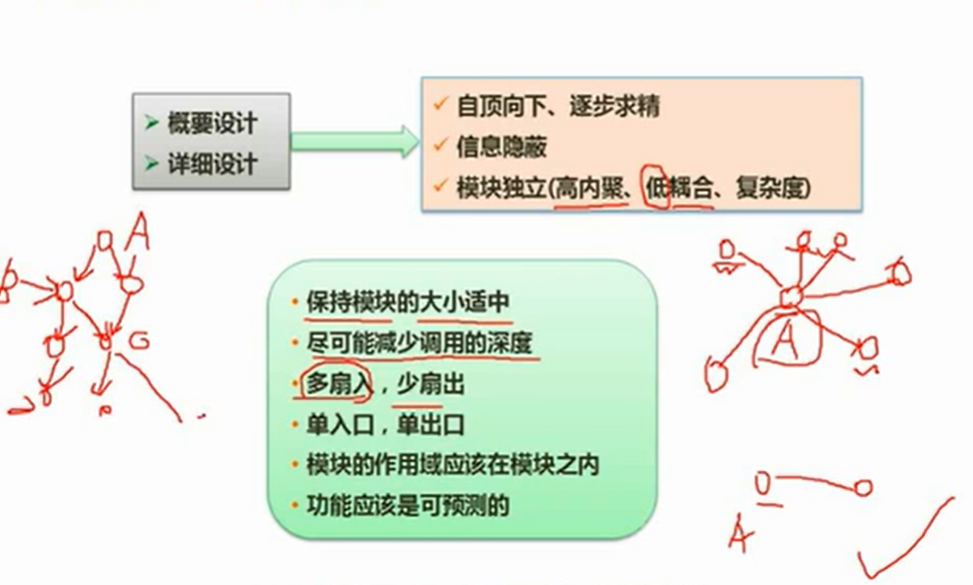 概要设计
详细设计
自顶向下、逐步求精
信息隐蔽
模块独立(高内聚、低耦合、复杂度)
A
G
保持模块的大小适中
尽可能减少调用的深度
多扇入，少扇出
单入口，单出口
模块的作用域应该在模块之内
功能应该是可预测的
A
A